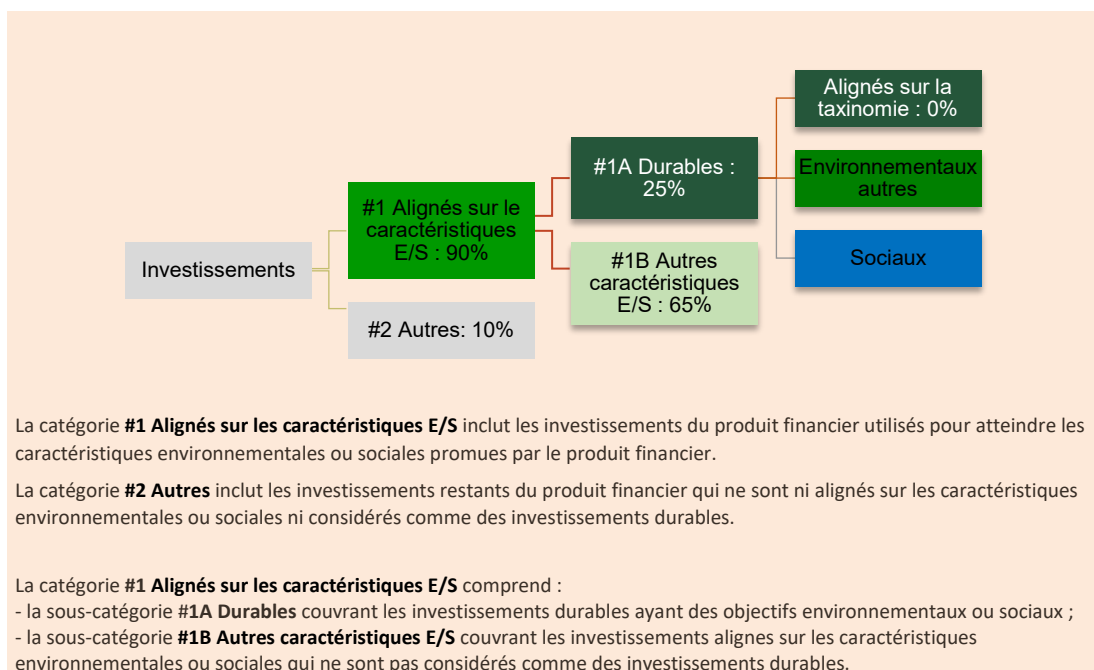 Alignés sur la
taxinomie : 0%
#1A Durables :
25%
Environnementaux
autres
#1 Alignés sur le
caractéristiques
E/S : 90%
Investissements
#1B Autres
caractéristiques
E/S : 65%
Sociaux
#2 Autres: 10%
La catégorie #1 Alignés sur les caractéristiques E/S inclut les investissements du produit financier utilisés pour atteindre les
caractéristiques environnementales ou sociales promues par le produit financier.
La catégorie #2 Autres inclut les investissements restants du produit financier qui ne sont ni alignés sur les caractéristiques
environnementales ou sociales ni considérés comme des investissements durables.
La catégorie #1 Alignés sur les caractéristiques E/S comprend :
- la sous-catégorie #1A Durables couvrant les investissements durables ayant des objectifs environnementaux ou sociaux ;
- la sous-catégorie #1B Autres caractéristiques E/S couvrant les investissements alignes sur les caractéristiques
environnementales ou sociales qui ne sont pas considérés comme des investissements durables.